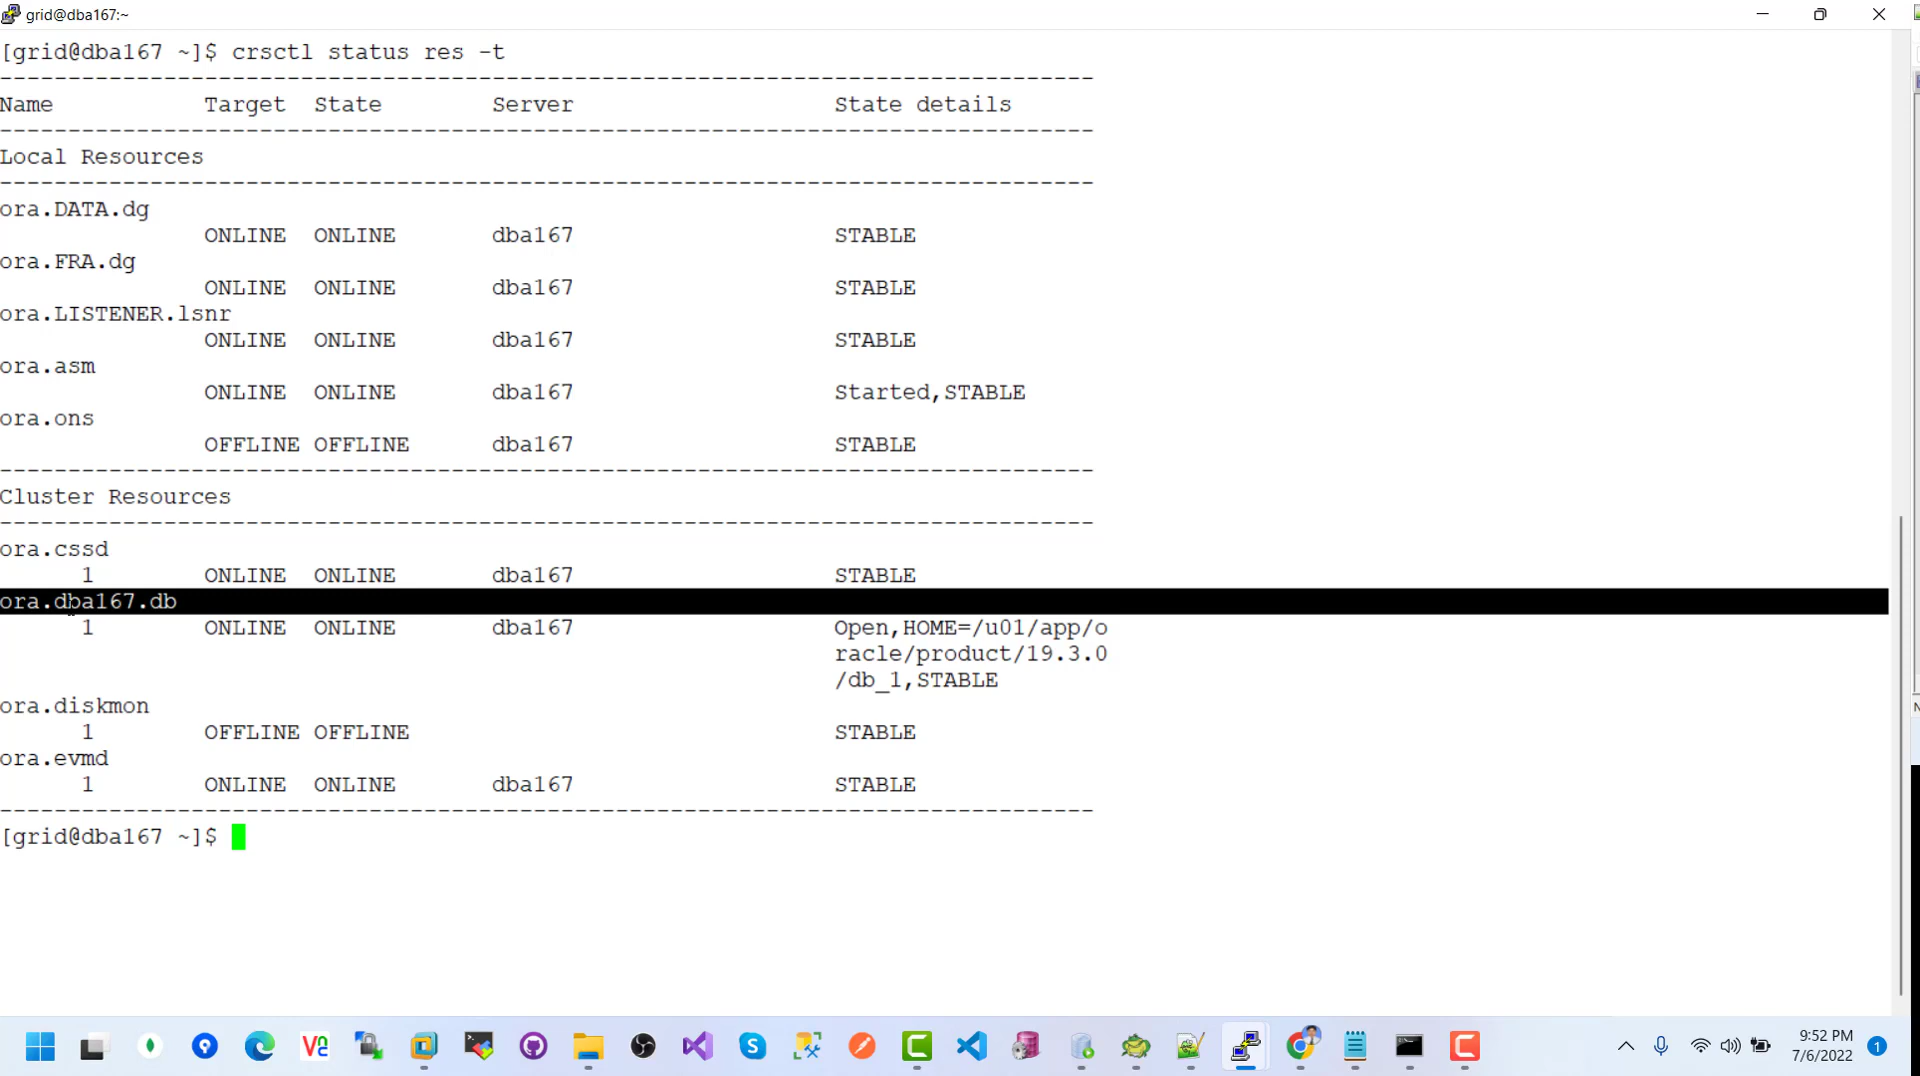 grid@dba167:~
[grid@dba167 ~]$ crsctl status res -t
--------------------------------------------------------------------------------
Name           Target  State        Server                   State details
--------------------------------------------------------------------------------
Local Resources
--------------------------------------------------------------------------------
ora.DATA.dg
               ONLINE  ONLINE       dba167                   STABLE
ora.FRA.dg
               ONLINE  ONLINE       dba167                   STABLE
ora.LISTENER.lsnr
               ONLINE  ONLINE       dba167                   STABLE
ora.asm
               ONLINE  ONLINE       dba167                   Started,STABLE
ora.ons
               OFFLINE OFFLINE      dba167                   STABLE
--------------------------------------------------------------------------------
Cluster Resources
--------------------------------------------------------------------------------
ora.cssd
      1        ONLINE  ONLINE       dba167                   STABLE
ora.dba167.db
      1        ONLINE  ONLINE       dba167                   Open,HOME=/u01/app/o
                                                             racle/product/19.3.0
                                                             /db_1,STABLE
ora.diskmon
      1        OFFLINE OFFLINE                               STABLE
ora.evmd
      1        ONLINE  ONLINE       dba167                   STABLE
--------------------------------------------------------------------------------
[grid@dba167 ~]$
9:52 PM
7/6/2022
1